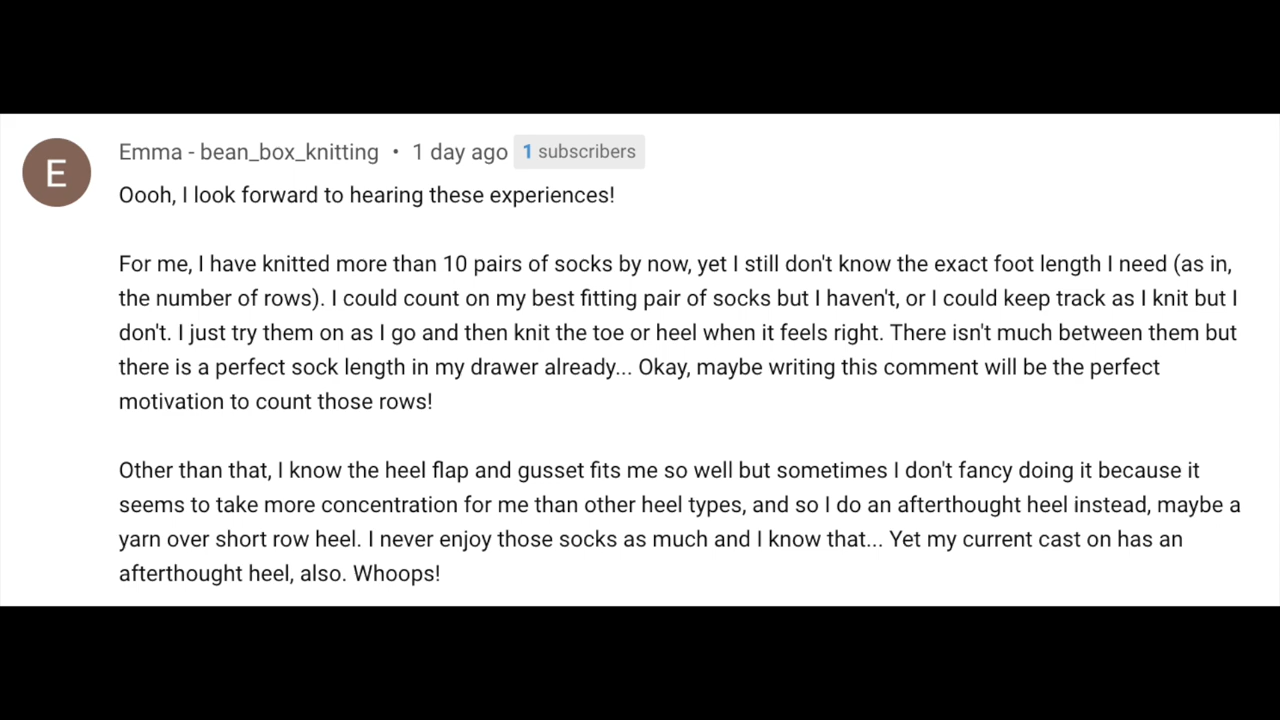 E
Emma - bean_box_knitting • 1 day ago 1 subscribers
Oooh, I look forward to hearing these experiences!
For me, I have knitted more than 10 pairs of socks by now, yet I still don't know the exact foot length I need (as in,
the number of rows). I could count on my best fitting pair of socks but I haven't, or I could keep track as I knit but I
don't. I just try them on as I go and then knit the toe or heel when it feels right. There isn't much between them but
there is a perfect sock length in my drawer already... Okay, maybe writing this comment will be the perfect
motivation to count those rows!
Other than that, I know the heel flap and gusset fits me so well but sometimes I don't fancy doing it because it
seems to take more concentration for me than other heel types, and so I do an afterthought heel instead, maybe a
yarn over short row heel. I never enjoy those socks as much and I know that... Yet my current cast on has an
afterthought heel, also. Whoops!